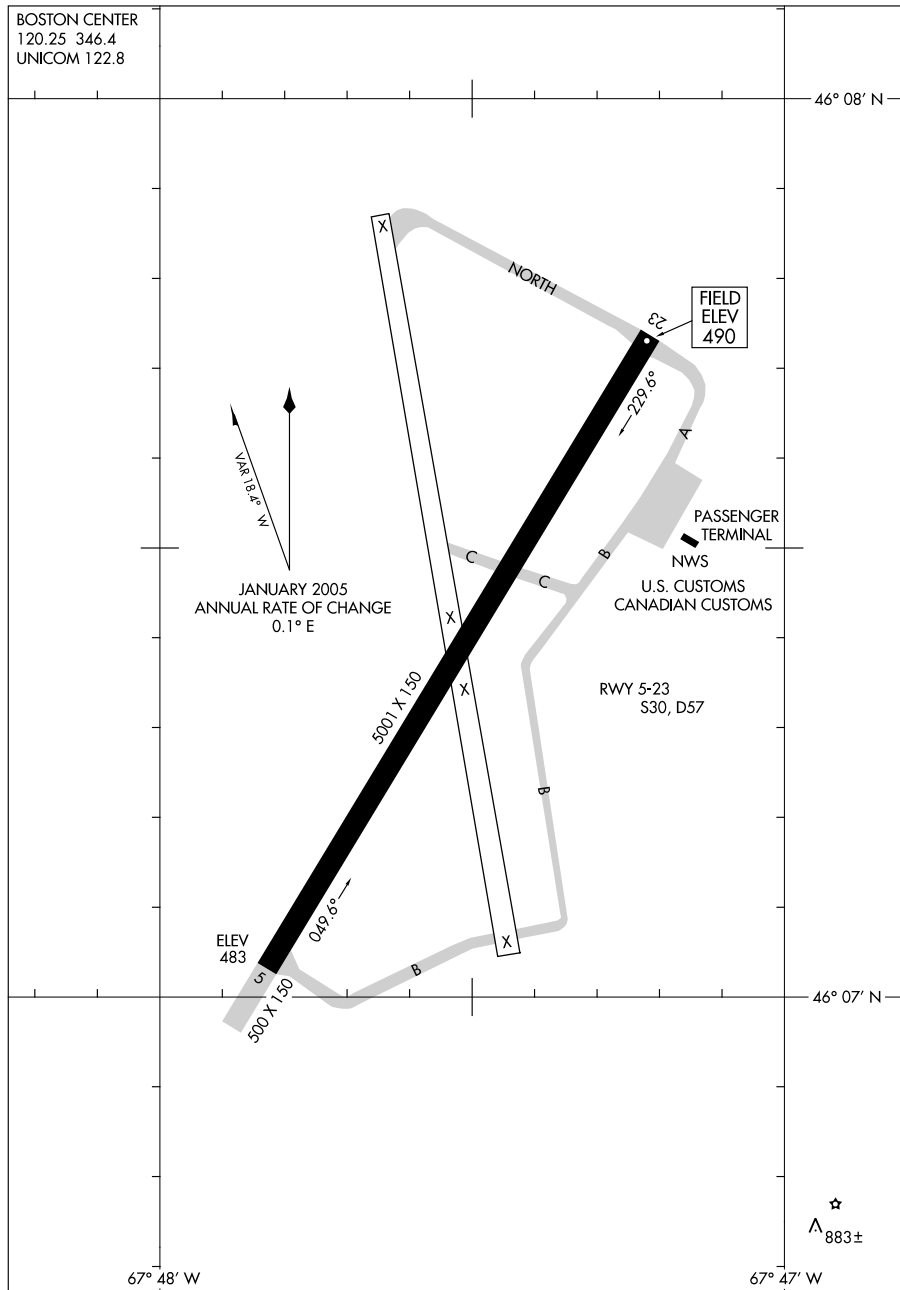 BOSTON CENTER
120.25 346.4
UNICOM 122.8
46° 08′ N
X
NORTH
23
FIELD
ELEV
490
229.6°
A
VAR 18.4° W
PASSENGER
TERMINAL
NWS
U.S. CUSTOMS
CANADIAN CUSTOMS
C
C
B
JANUARY 2005
ANNUAL RATE OF CHANGE
0.1° E
X
X
RWY 5-23
S30, D57
5001 X 150
B
049.6°
ELEV
483
X
B
5
500 X 150
46° 07′ N
883±
67° 48′ W
67° 47′ W